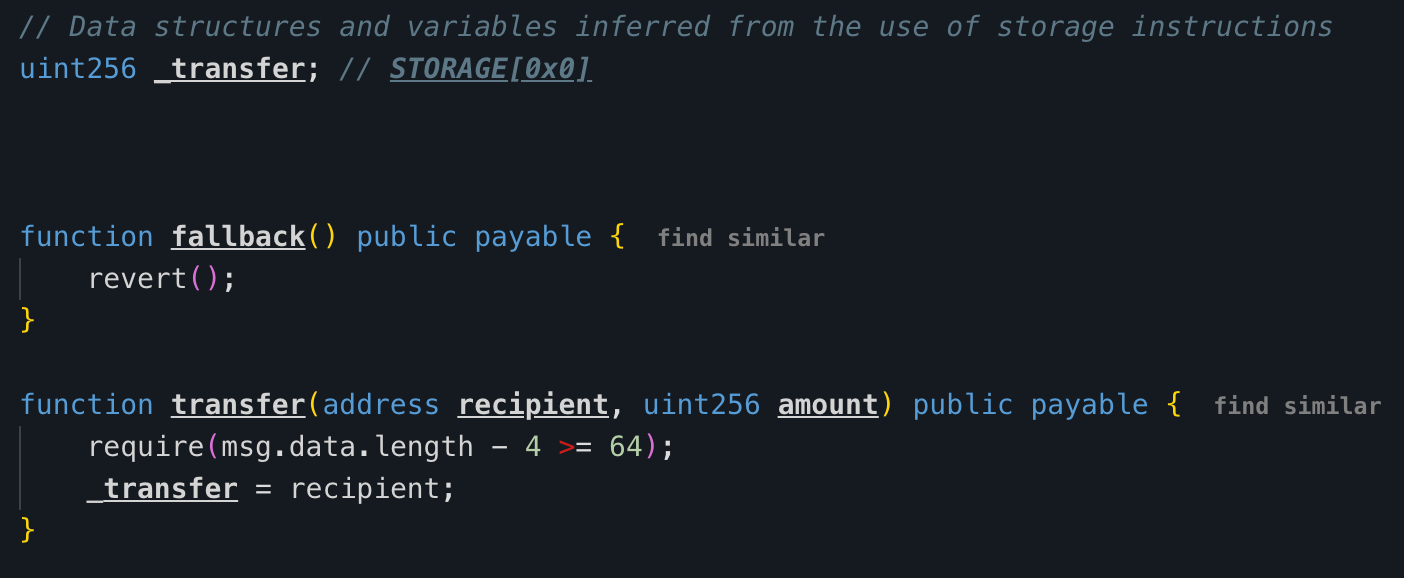 // Data structures and variables inferred from the use of storage instructions
uint256 _transfer; // STORAGE[0x0]
function fallback() public payable { find similar
revert();
}
function transfer(address recipient, uint256 amount) public payable { find similar
require(msg.data.length - 4 >= 64);
_transfer = recipient;
}